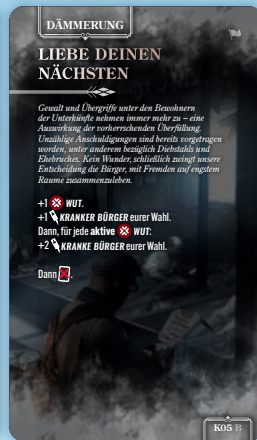 DÄMMERUNG
LIEBE DEINEN
NÄCHSTEN
Gewalt und Übergriffe unter den Bewohnern
der Unterkünfte nehmen immer mehr zu – eine
Auswirkung der vorherrschenden Überfüllung.
Unzählige Anschuldigungen sind bereits vorgetragen
worden, unter anderem bezüglich Diebstahls und
Ehebruches. Kein Wunder, schließlich zwingt unsere
Entscheidung die Bürger, mit Fremden auf engstem
Raume zusammenzuleben.
+1 WUT.
+1 KRANKER BÜRGER eurer Wahl.
Dann, für jede aktive WUT:
+2 KRANKE BÜRGER eurer Wahl.
Dann .
K05 B